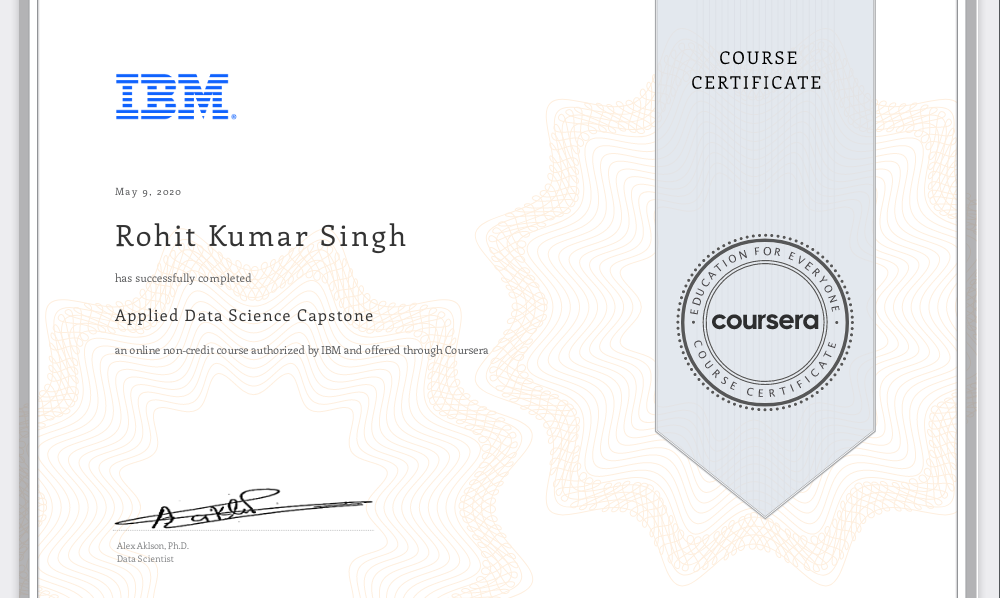 IBM®
May 9, 2020
Rohit Kumar Singh
has successfully completed
Applied Data Science Capstone
an online non-credit course authorized by IBM and offered through Coursera
Alex Aklson, Ph.D.
Data Scientist
COURSE
CERTIFICATE
EDUCATION FOR EVERYONE
coursera
COURSE CERTIFICATE